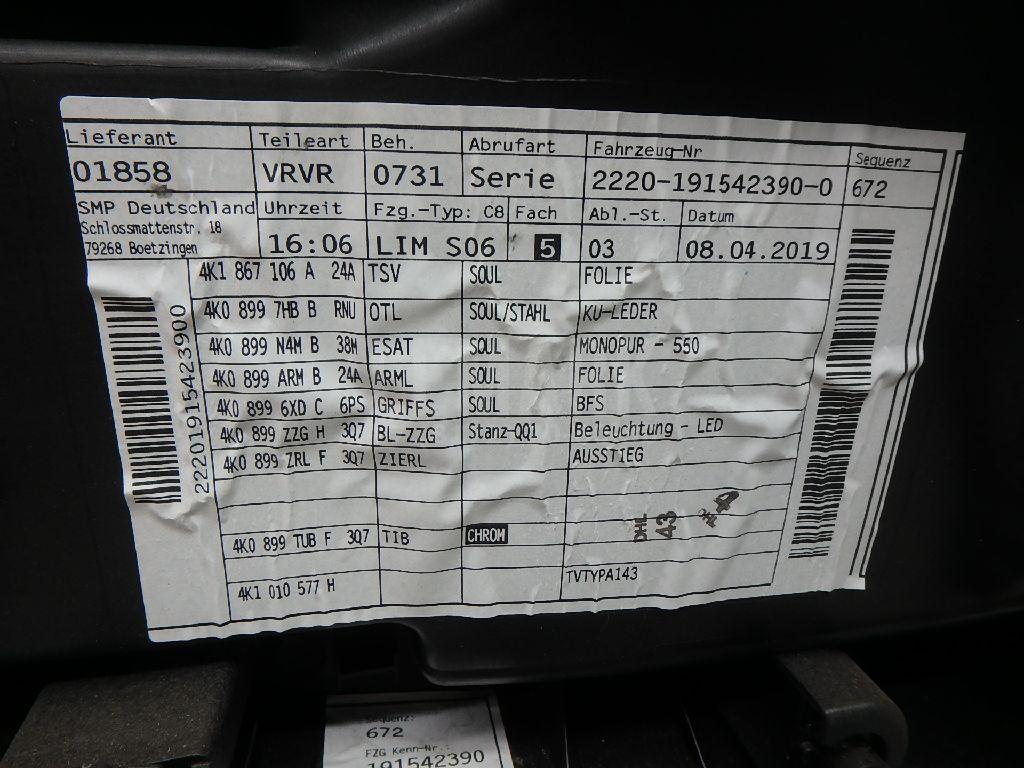 Lieferant Teileart Beh. Abrufart Fahrzeug-Nr Sequenz
01858 VRVR 0731 Serie 2220-191542390-0 672
SMP Deutschland Uhrzeit Fzg.-Typ: C8 Fach Abl.-St. Datum
Schlossmattenstr. 18
79268 Boetzingen 16:06 LIM S06 5 03 08.04.2019
4K1 867 106 A 24A TSV SOUL FOLIE
4K0 899 7HB B RNU OTL SOUL/STAHL KU-LEDER
4K0 899 N4M B 38M ESAT SOUL MONOPUR - 550
4K0 899 ARM B 24A ARML SOUL FOLIE
4K0 899 6XD C 6PS GRIFFS SOUL BFS
4K0 899 ZZG H 3Q7 BL-ZZG Stanz-QQ1 Beleuchtung - LED
4K0 899 ZRL F 3Q7 ZIERL AUSSTIEG
4K0 899 TUB F 3Q7 TIB CHROM
4K1 010 577 H TVTYPA143
2220191542390​0
DHL
43
Sequenz:
672
FZG Kenn-Nr.:
191542390